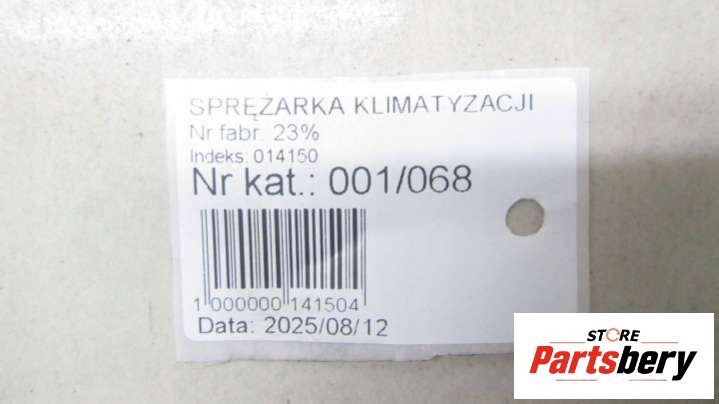 SPRĘŻARKA KLIMATYZACJI
Nr fabr. 23%
Indeks: 014150
Nr kat.: 001/068
1 000000 141504
Data: 2025/08/12
STORE
Partsbery